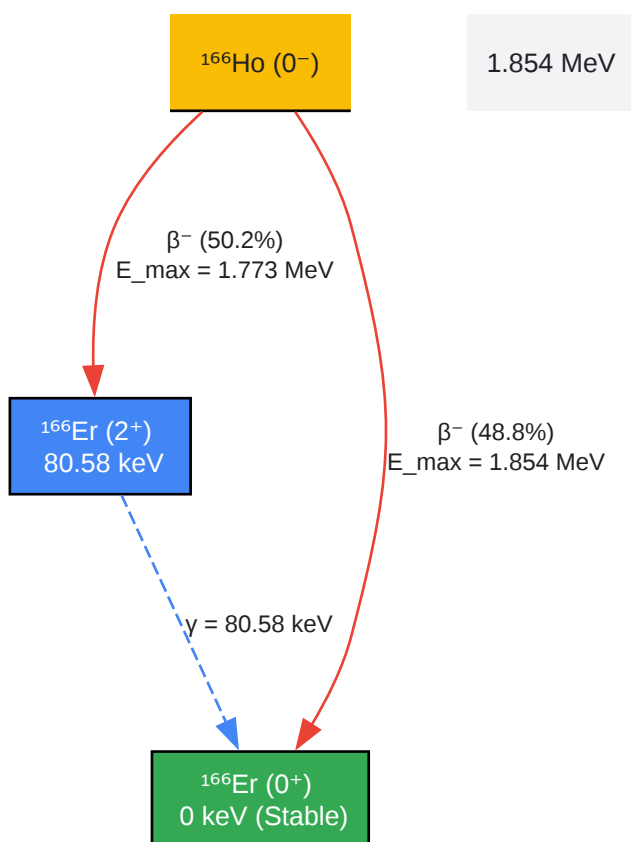 ¹⁶⁶Ho (0⁻)
1.854 MeV
β⁻ (50.2%)
E_max = 1.773 MeV
¹⁶⁶Er (2⁺)
80.58 keV
β⁻ (48.8%)
E_max = 1.854 MeV
γ = 80.58 keV
¹⁶⁶Er (0⁺)
0 keV (Stable)